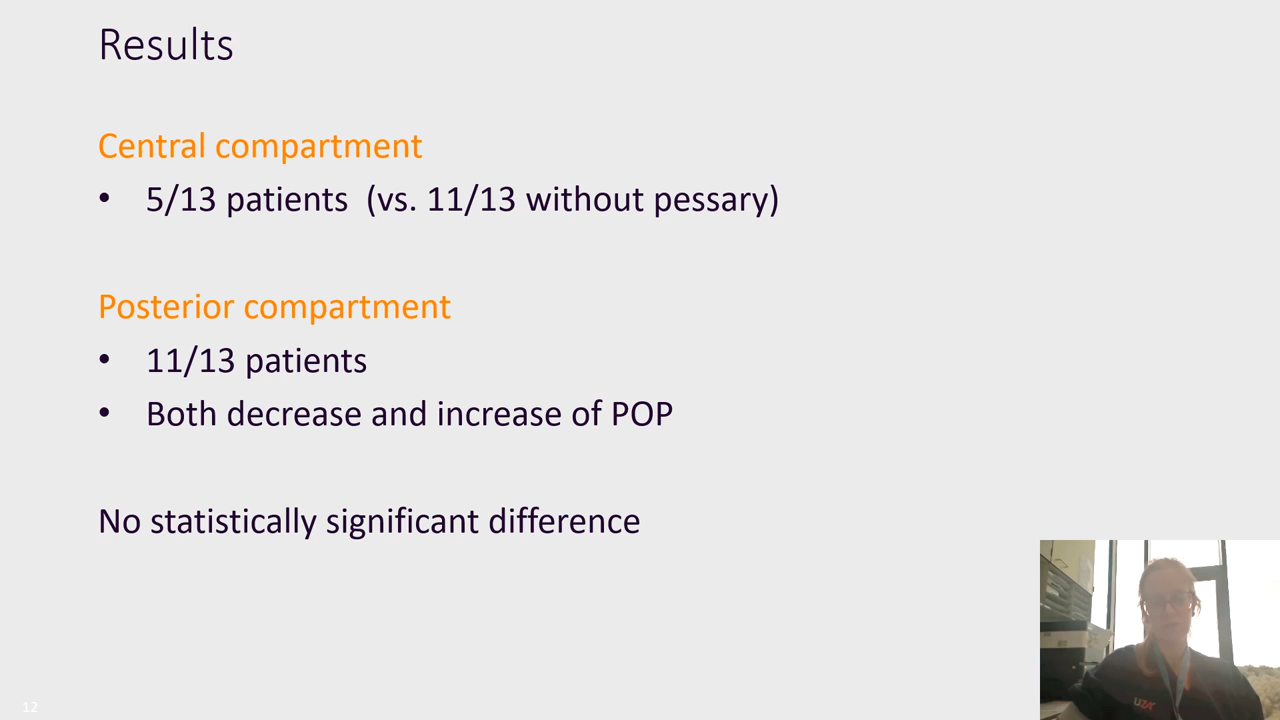 Results
Central compartment
• 5/13 patients (vs. 11/13 without pessary)
Posterior compartment
• 11/13 patients
• Both decrease and increase of POP
No statistically significant difference
12
UZA